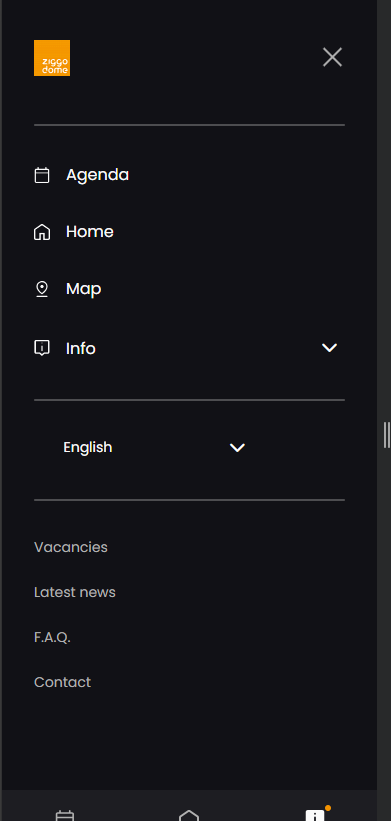 ziggo
dome
Agenda
Home
Map
Info
English
Vacancies
Latest news
F.A.Q.
Contact